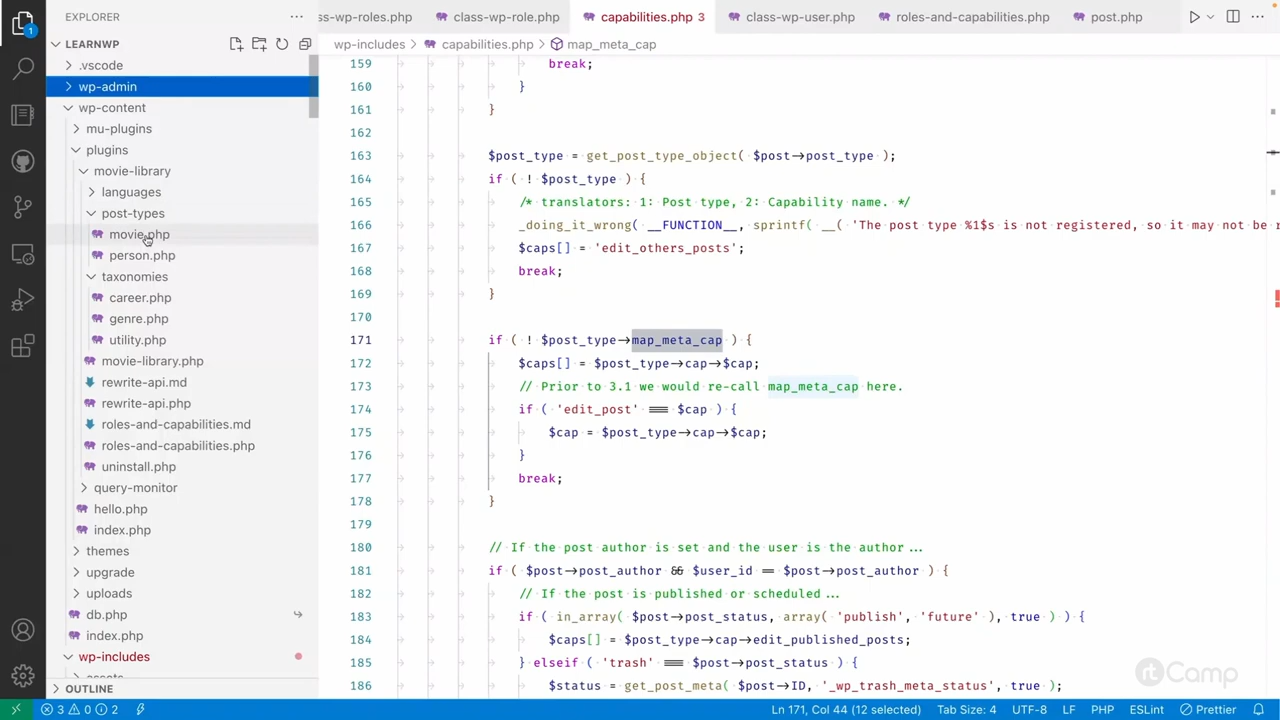 EXPLORER
LEARNWP
.vscode
wp-admin
wp-content
mu-plugins
plugins
movie-library
languages
post-types
movie.php
person.php
taxonomies
career.php
genre.php
utility.php
movie-library.php
rewrite-api.md
rewrite-api.php
roles-and-capabilities.md
roles-and-capabilities.php
uninstall.php
query-monitor
hello.php
index.php
themes
upgrade
uploads
db.php
index.php
wp-includes
OUTLINE
ss-wp-roles.php class-wp-role.php capabilities.php 3 class-wp-user.php roles-and-capabilities.php post.php
wp-includes > capabilities.php > map_meta_cap
159 break;
160 }
161 }
162
163 $post_type = get_post_type_object( $post->post_type );
164 if ( ! $post_type ) {
165 /* translators: 1: Post type, 2: Capability name. */
166 _doing_it_wrong( __FUNCTION__, sprintf( __( 'The post type %1$s is not registered, so it may not be r
167 $caps[] = 'edit_others_posts';
168 break;
169 }
170
171 if ( ! $post_type->map_meta_cap ) {
172 $caps[] = $post_type->cap->$cap;
173 // Prior to 3.1 we would re-call map_meta_cap here.
174 if ( 'edit_post' === $cap ) {
175 $cap = $post_type->cap->$cap;
176 }
177 break;
178 }
179
180 // If the post author is set and the user is the author...
181 if ( $post->post_author && $user_id == $post->post_author ) {
182 // If the post is published or scheduled...
183 if ( in_array( $post->post_status, array( 'publish', 'future' ), true ) ) {
184 $caps[] = $post_type->cap->edit_published_posts;
185 } elseif ( 'trash' === $post->post_status ) {
186 $status = get_post_meta( $post->ID, '_wp_trash_meta_status', true );
rtCamp
3 0 2 Ln 171, Col 44 (12 selected) Tab Size: 4 UTF-8 LF PHP ESLint Prettier